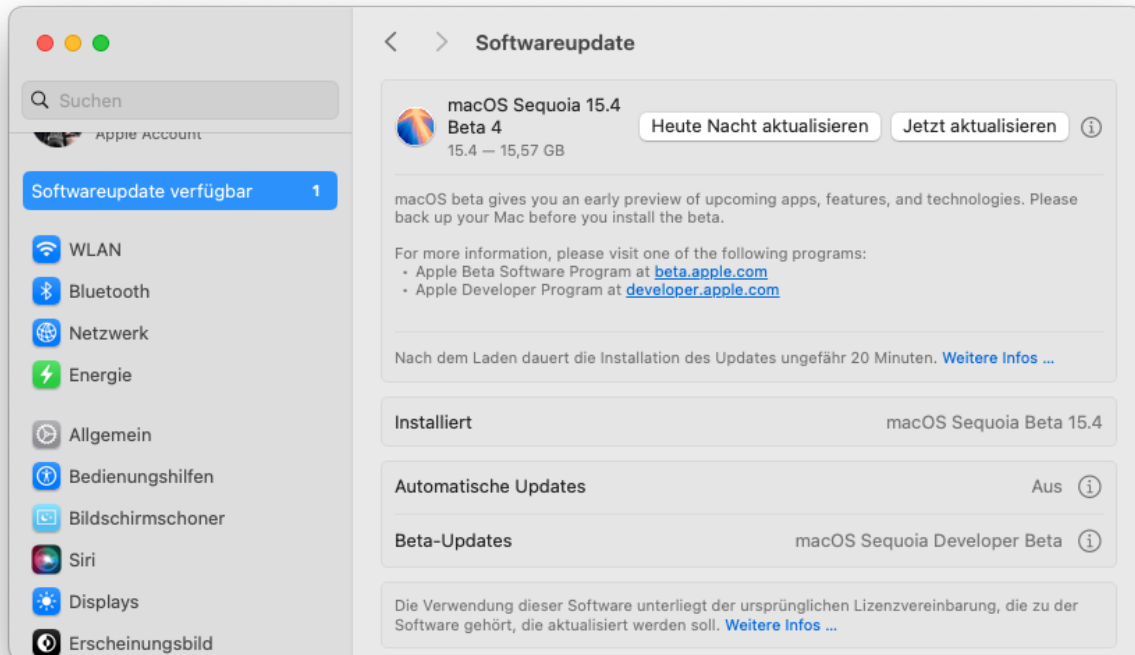 Softwareupdate
Suchen
Apple Account
Softwareupdate verfügbar 1
WLAN
Bluetooth
Netzwerk
Energie
Allgemein
Bedienungshilfen
Bildschirmschoner
Siri
Displays
Erscheinungsbild
macOS Sequoia 15.4
Beta 4
15.4 — 15,57 GB
Heute Nacht aktualisieren
Jetzt aktualisieren
macOS beta gives you an early preview of upcoming apps, features, and technologies. Please
back up your Mac before you install the beta.
For more information, please visit one of the following programs:
• Apple Beta Software Program at beta.apple.com
• Apple Developer Program at developer.apple.com
Nach dem Laden dauert die Installation des Updates ungefähr 20 Minuten. Weitere Infos ...
Installiert macOS Sequoia Beta 15.4
Automatische Updates Aus
Beta-Updates macOS Sequoia Developer Beta
Die Verwendung dieser Software unterliegt der ursprünglichen Lizenzvereinbarung, die zu der
Software gehört, die aktualisiert werden soll. Weitere Infos ...